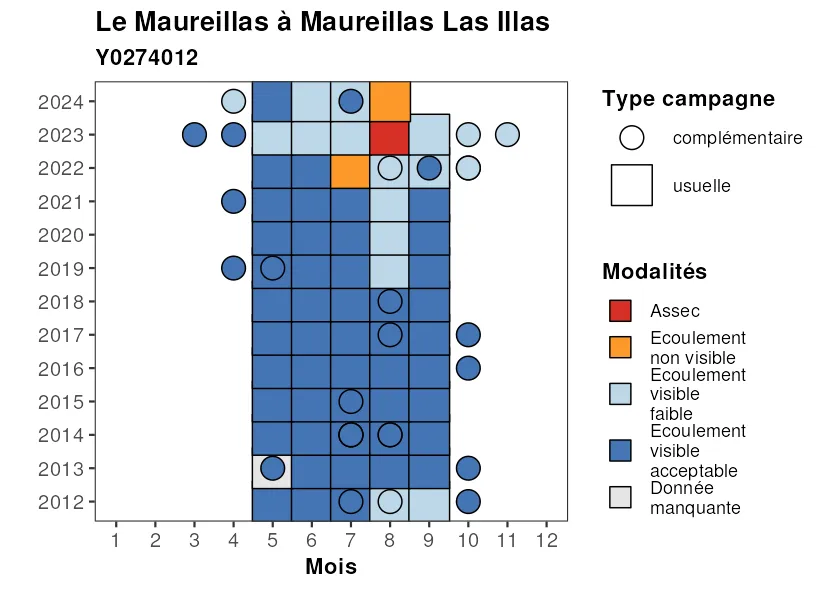 Le Maureillas à Maureillas Las Illas
Y0274012
2024
2023
2022
2021
2020
2019
2018
2017
2016
2015
2014
2013
2012
1 2 3 4 5 6 7 8 9 10 11 12
Mois
Type campagne
complémentaire
usuelle
Modalités
Assec
Ecoulement
non visible
Ecoulement
visible
faible
Ecoulement
visible
acceptable
Donnée
manquante